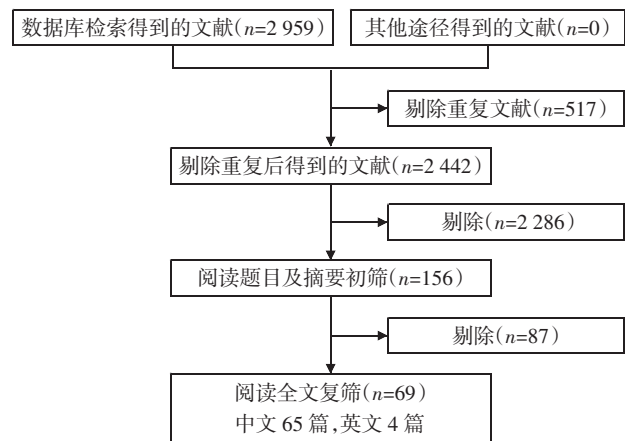 数据库检索得到的文献(n=2 959)
其他途径得到的文献(n=0)
剔除重复文献(n=517)
剔除重复后得到的文献(n=2 442)
剔除(n=2 286)
阅读题目及摘要初筛(n=156)
剔除(n=87)
阅读全文复筛(n=69)
中文 65 篇,英文 4 篇